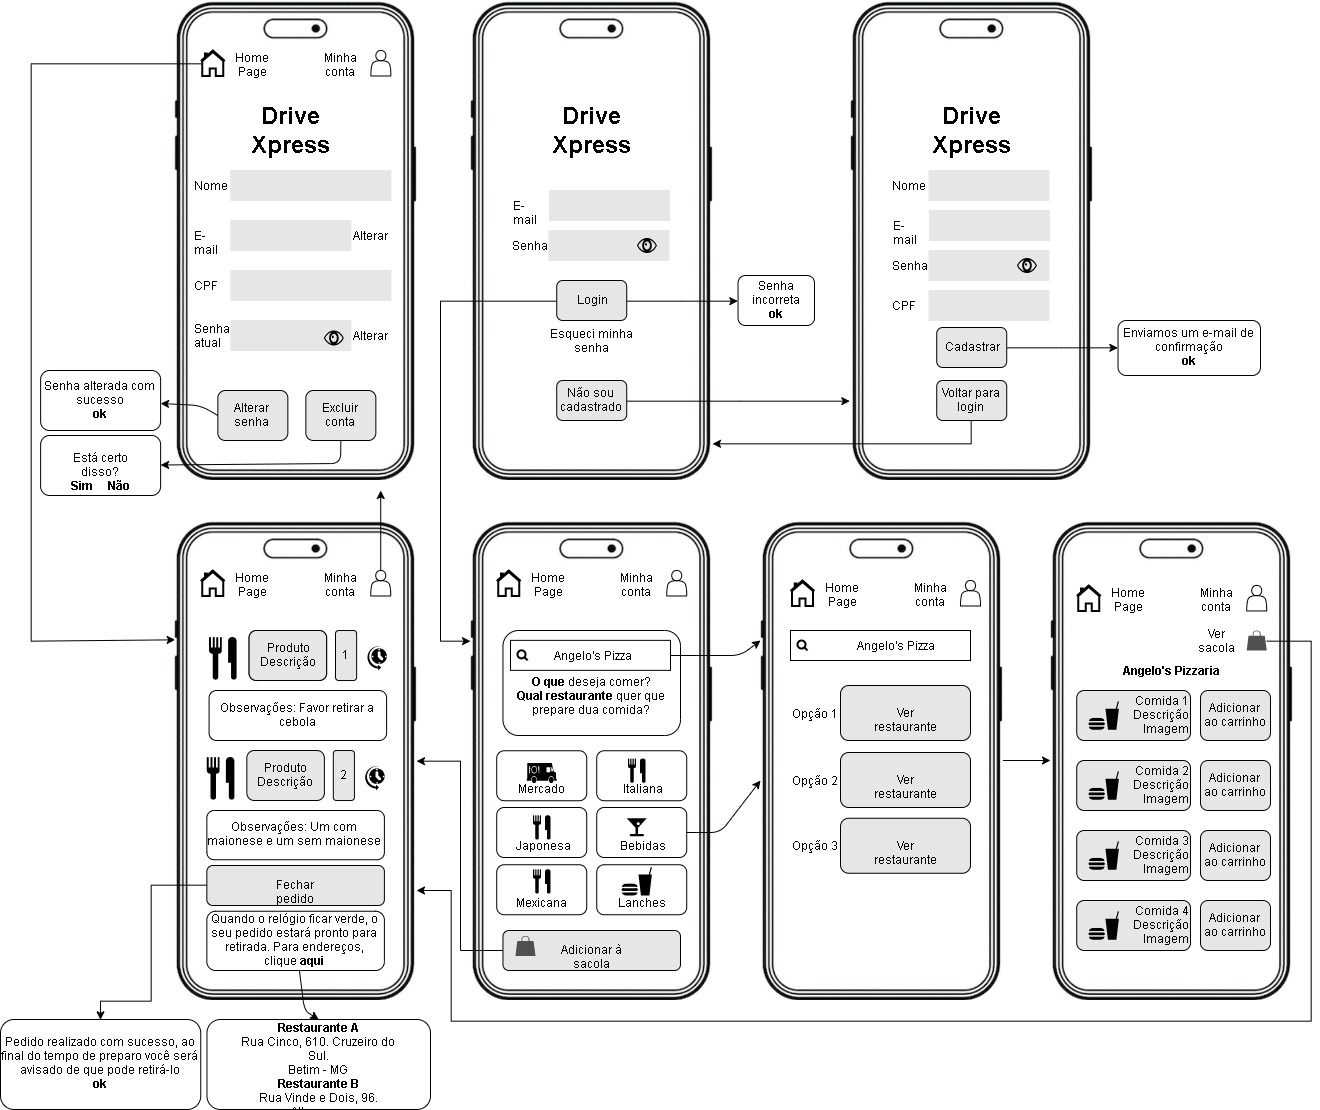 Home
Page
Minha
conta
Drive
Xpress
Nome
E-
mail
Alterar
CPF
Senha
atual
Alterar
Alterar
senha
Excluir
conta
Senha alterada com
sucesso
ok
Está certo
disso?
Sim Não
Drive
Xpress
E-
mail
Senha
Login
Esqueci minha
senha
Não sou
cadastrado
Senha
incorreta
ok
Drive
Xpress
Nome
E-
mail
Senha
CPF
Cadastrar
Voltar para
login
Enviamos um e-mail de
confirmação
ok
Home
Page
Minha
conta
Produto
Descrição
1
Observações: Favor retirar a
cebola
Produto
Descrição
2
Observações: Um com
maionese e um sem maionese
Fechar
pedido
Quando o relógio ficar verde, o
seu pedido estará pronto para
retirada. Para endereços,
clique aqui
Pedido realizado com sucesso, ao
final do tempo de preparo você será
avisado de que pode retirá-lo
ok
Restaurante A
Rua Cinco, 610. Cruzeiro do
Sul.
Betim - MG
Restaurante B
Rua Vinde e Dois, 96.
Home
Page
Minha
conta
Angelo's Pizza
O que deseja comer?
Qual restaurante quer que
prepare dua comida?
Mercado
Italiana
Japonesa
Bebidas
Mexicana
Lanches
Adicionar à
sacola
Home
Page
Minha
conta
Angelo's Pizza
Opção 1
Ver
restaurante
Opção 2
Ver
restaurante
Opção 3
Ver
restaurante
Home
Page
Minha
conta
Ver
sacola
Angelo's Pizzaria
Comida 1
Descrição
Imagem
Adicionar
ao carrinho
Comida 2
Descrição
Imagem
Adicionar
ao carrinho
Comida 3
Descrição
Imagem
Adicionar
ao carrinho
Comida 4
Descrição
Imagem
Adicionar
ao carrinho